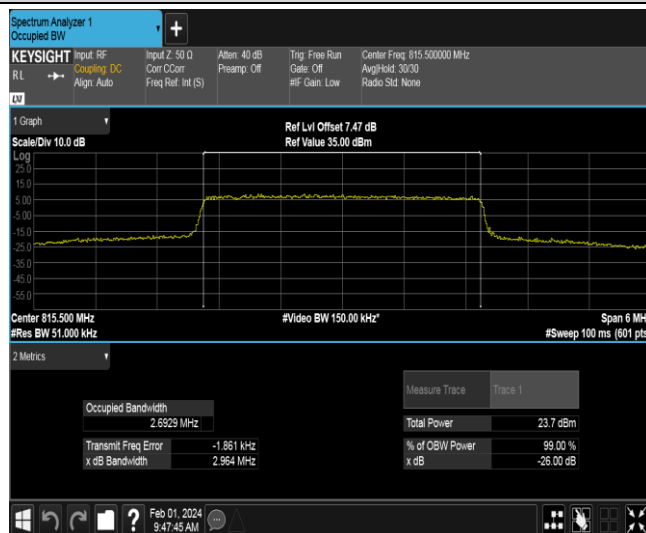 Spectrum Analyzer 1
Occupied BW
+
KEYSIGHT Input: RF Input Z: 50 Ω Atten: 40 dB Trig: Free Run Center Freq: 815.500000 MHz
RL Coupling: DC Corr CCorr Preamp: Off Gate: Off Avg|Hold: 30/30
Align: Auto Freq Ref: Int (S) #IF Gain: Low Radio Std: None
LXI
1 Graph
Ref Lvl Offset 7.47 dB
Scale/Div 10.0 dB Ref Value 35.00 dBm
Log
25.0
15.0
5.00
-5.00
-15.0
-25.0
-35.0
-45.0
-55.0
Center 815.500 MHz #Video BW 150.00 kHz* Span 6 MH
#Res BW 51.000 kHz #Sweep 100 ms (601 pts
2 Metrics
Measure Trace Trace 1
Occupied Bandwidth
2.6929 MHz Total Power 23.7 dBm
Transmit Freq Error -1.861 kHz % of OBW Power 99.00 %
x dB Bandwidth 2.964 MHz x dB -26.00 dB
? Feb 01, 2024
9:47:45 AM